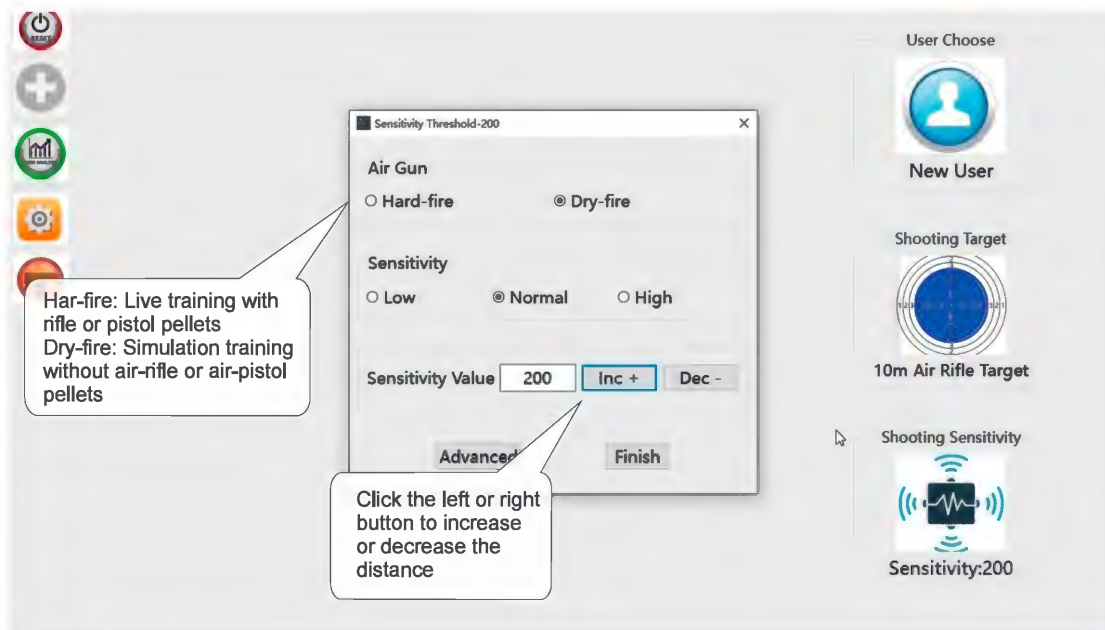 RESET
User Choose
New User
Sensitivity Threshold-200
Air Gun
Hard-fire
Dry-fire
Sensitivity
Low
Normal
High
Sensitivity Value 200 Inc + Dec -
Advanced
Finish
Har-fire: Live training with
rifle or pistol pellets
Dry-fire: Simulation training
without air-rifle or air-pistol
pellets
Click the left or right
button to increase
or decrease the
distance
Shooting Target
10m Air Rifle Target
Shooting Sensitivity
Sensitivity:200